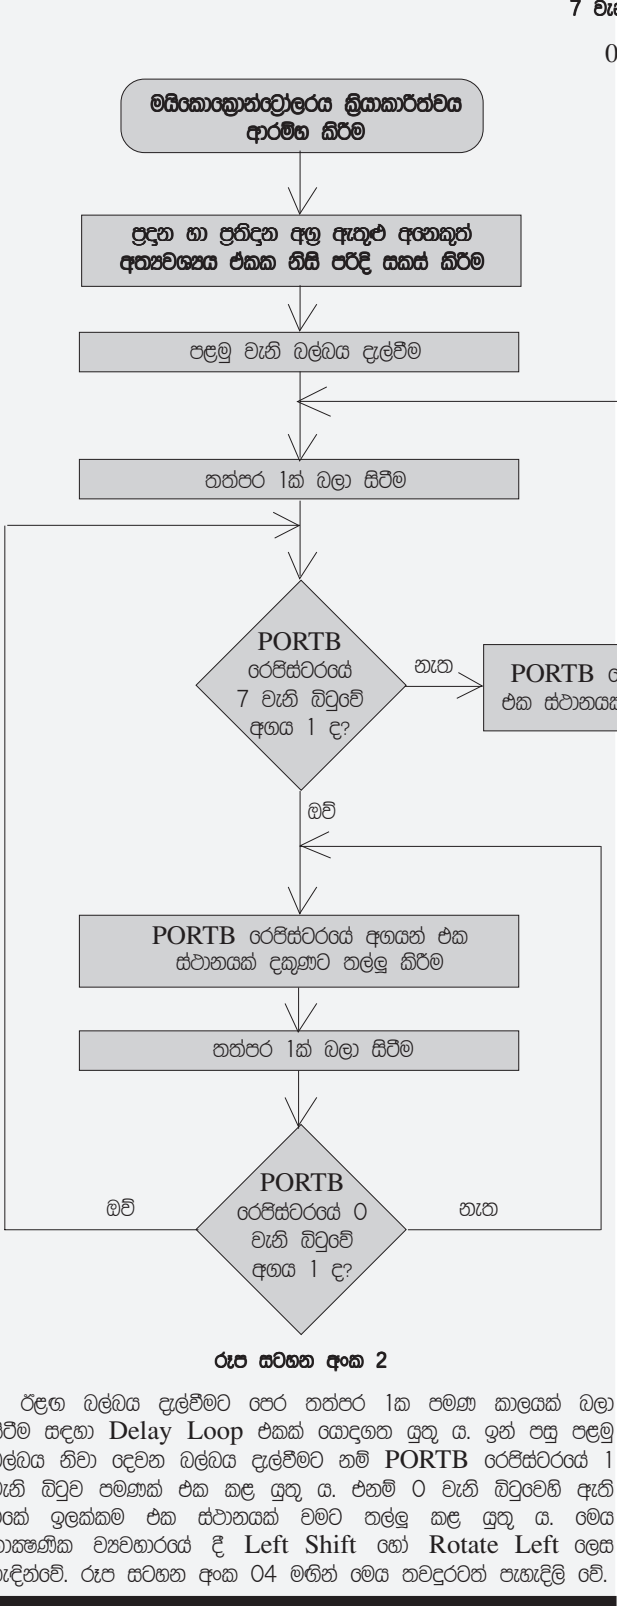 7
0
මයික්‍රොකොන්ට්‍රෝලරය ක්‍රියාකාරීත්වය
ආරම්භ කිරීම
ප්‍රදාන හා ප්‍රතිදාන අග්‍ර ඇතුළු අනෙකුත්
අත්‍යවශ්‍යය ඒකක නිසි පරිදි සකස් කිරීම
පළමු වැනි බල්බය දැල්වීම
තත්පර 1ක් බලා සිටීම
PORTB
රෙපිස්ටරයේ
7 වැනි බිටුවේ
අගය 1 ද?
නැත
PORTB
එක ස්ථානයක්
ඔව්
PORTB රෙපිස්ටරයේ අගයන් එක
ස්ථානයක් දකුණට තල්ලු කිරීම
තත්පර 1ක් බලා සිටීම
PORTB
රෙපිස්ටරයේ 0
වැනි බිටුවේ
අගය 1 ද?
ඔව්
නැත
රූප සටහන අංක 2
ඊළඟ බල්බය දැල්වීමට පෙර තත්පර 1ක පමණ කාලයක් බලා
සිටීම සඳහා Delay Loop එකක් යොදාගත යුතු ය. ඉන් පසු පළමු
බල්බය නිවා දෙවන බල්බය දැල්වීමට නම් PORTB රෙපිස්ටරයේ 1
වැනි බිටුව පමණක් එක කළ යුතු ය. එනම් 0 වැනි බිටුවෙහි ඇති
එකේ ඉලක්කම එක ස්ථානයක් වමට තල්ලු කළ යුතු ය. මෙය
තාක්ෂණික ව්‍යවහාරයේ දී Left Shift හෝ Rotate Left ලෙස
හැඳින්වේ. රූප සටහන අංක 04 මඟින් මෙය තවදුරටත් පැහැදිලි වේ.